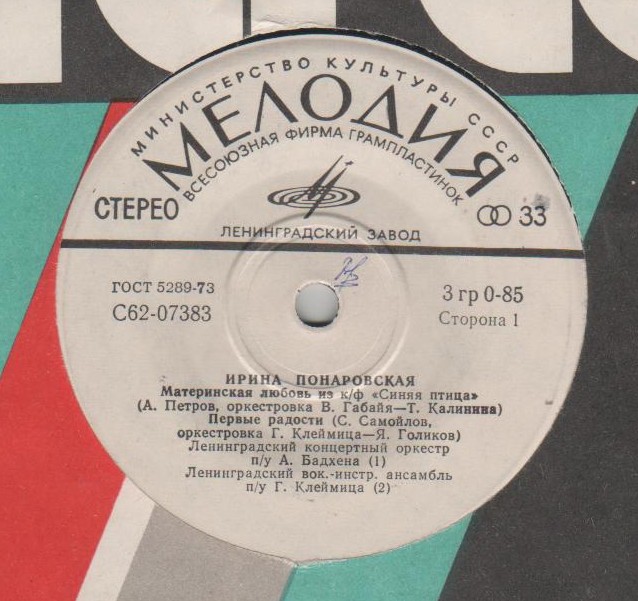 МИНИСТЕРСТВО КУЛЬТУРЫ СССР
МЕЛОДИЯ
ВСЕСОЮЗНАЯ ФИРМА ГРАМПЛАСТИНОК
СТЕРЕО
33
ЛЕНИНГРАДСКИЙ ЗАВОД
ГОСТ 5289-73
3 гр 0-85
С62-07383
Сторона 1
ИРИНА ПОНАРОВСКАЯ
Материнская любовь из к/ф «Синяя птица»
(А. Петров, оркестровка В. Габайя—Т. Калинина)
Первые радости (С. Самойлов,
оркестровка Г. Клеймица—Я. Голиков)
Ленинградский концертный оркестр
п/у А. Бадхена (1)
Ленинградский вок.-инстр. ансамбль
п/у Г. Клеймица (2)